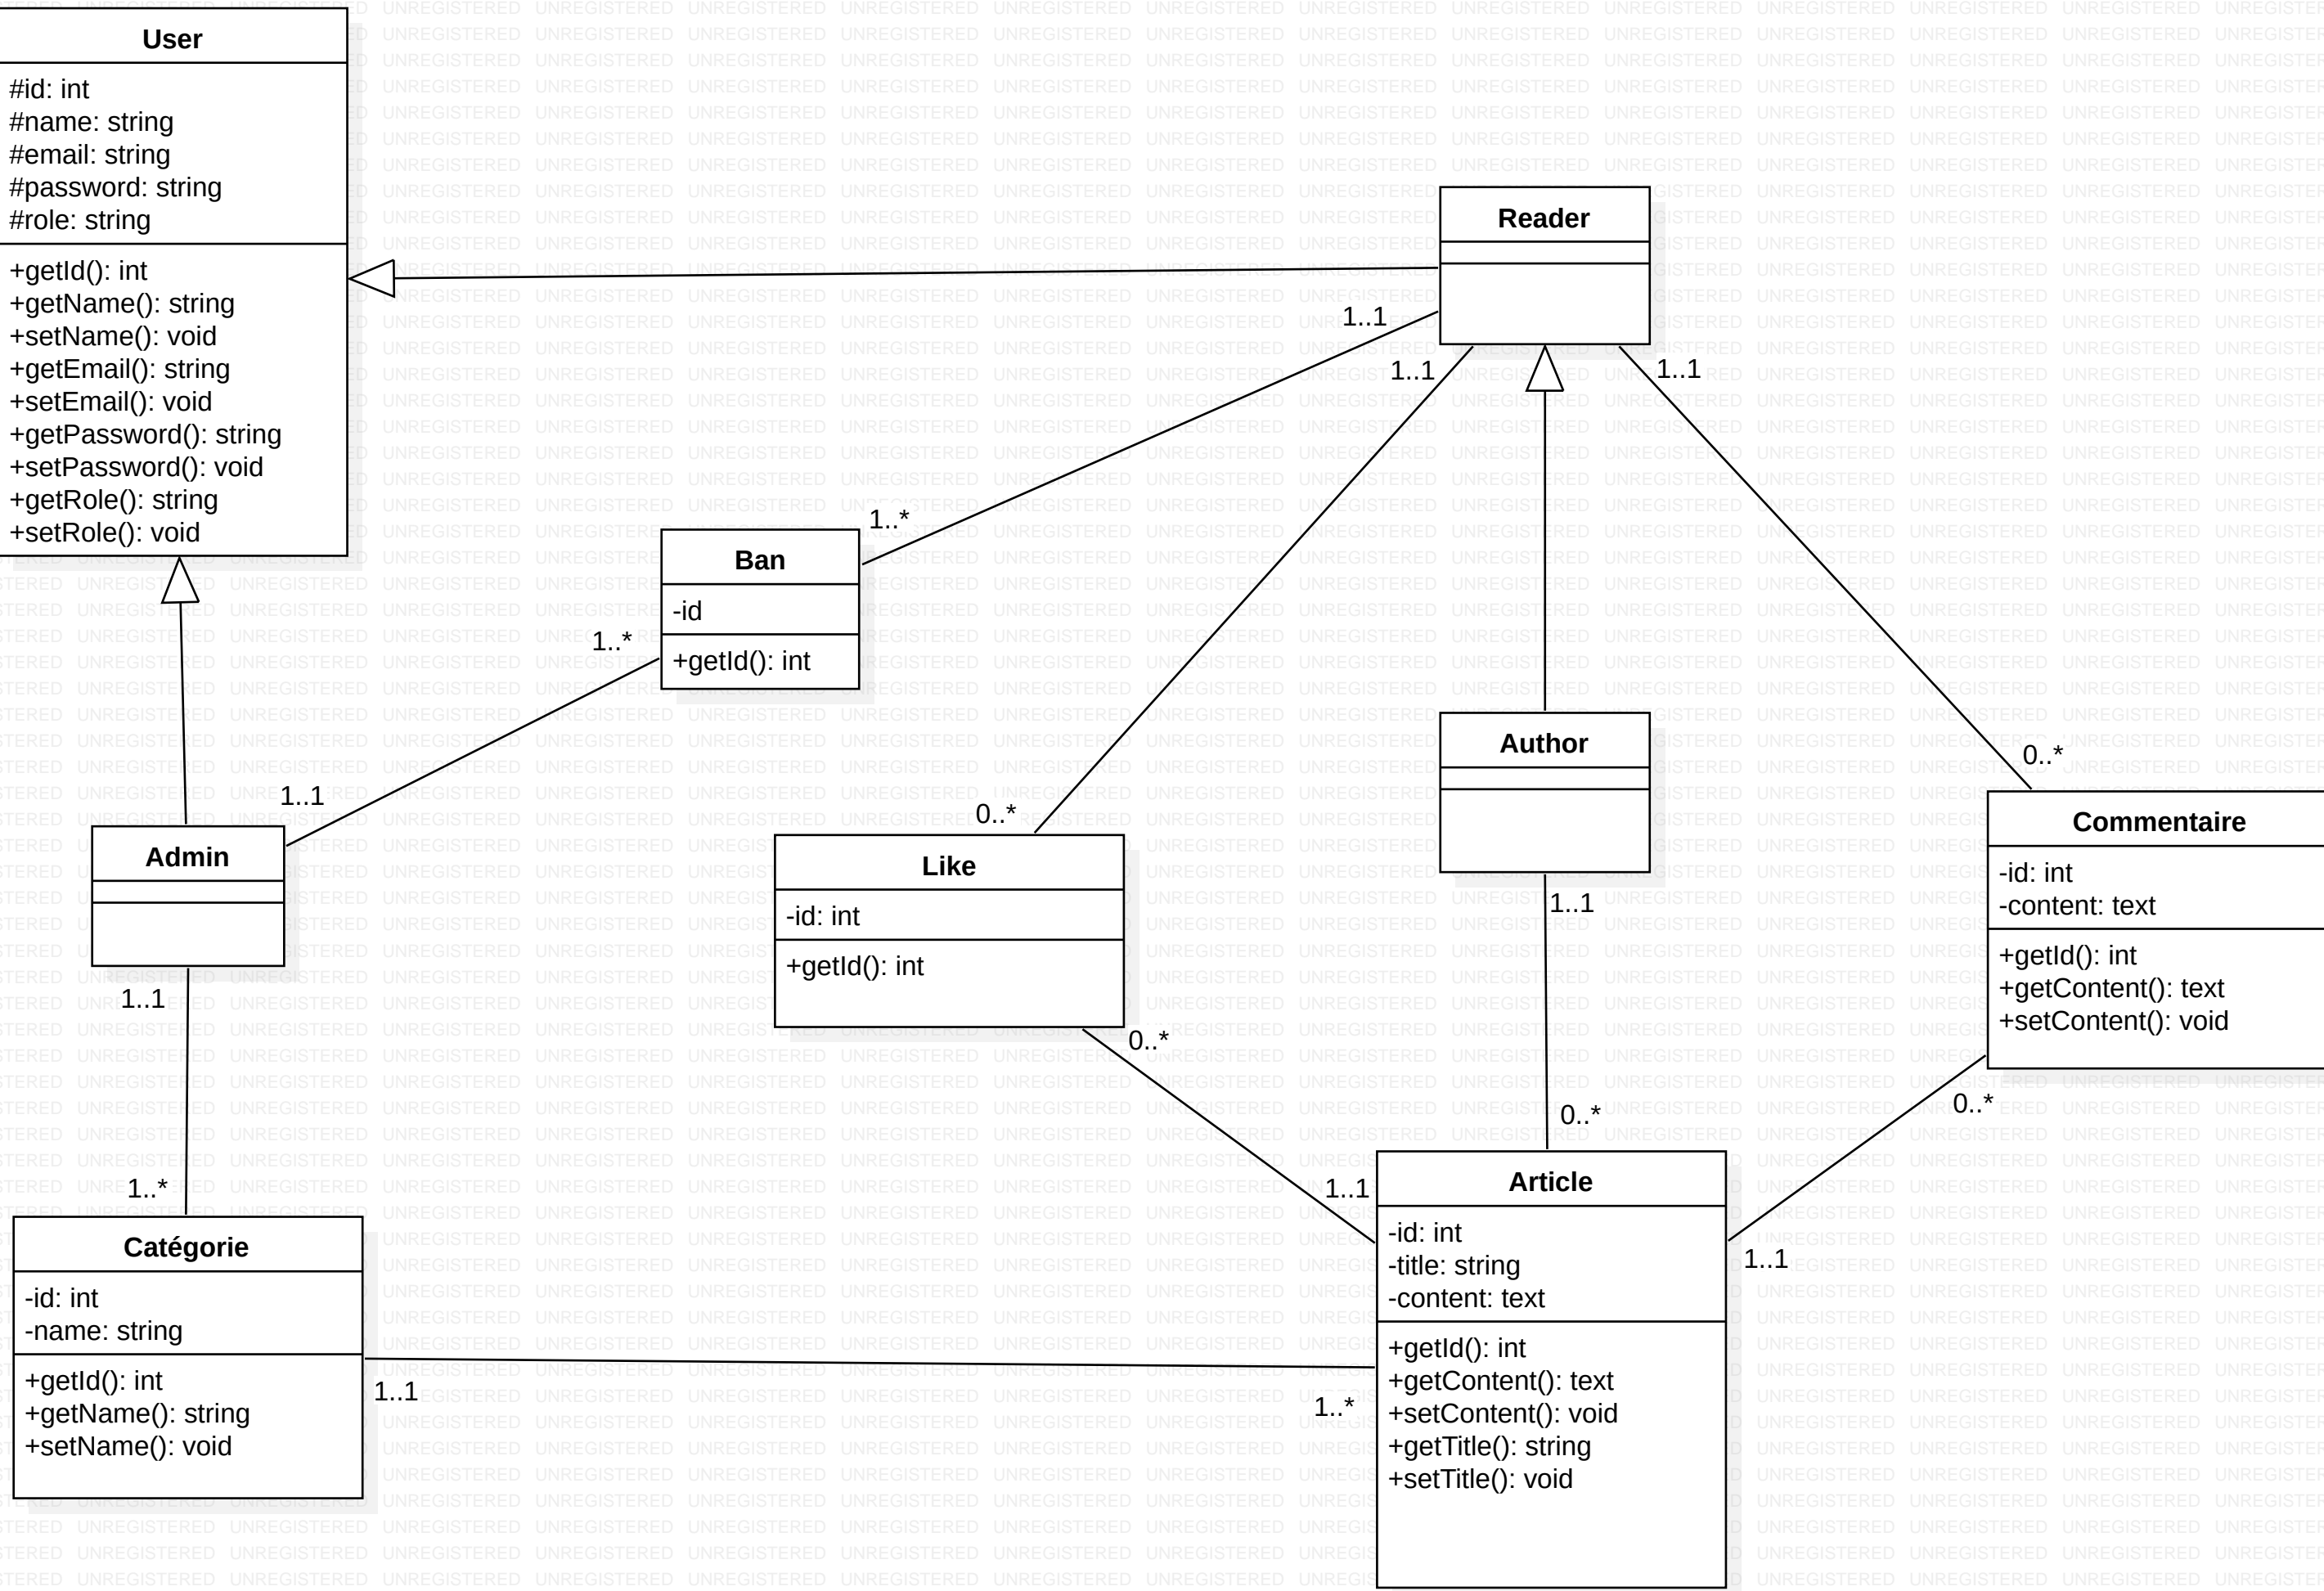 User
#id: int
#name: string
#email: string
#password: string
#role: string
+getId(): int
+getName(): string
+setName(): void
+getEmail(): string
+setEmail(): void
+getPassword(): string
+setPassword(): void
+getRole(): string
+setRole(): void
Reader
1..1
1..1
1..1
1..*
Ban
-id
+getId(): int
1..*
1..1
Admin
1..1
1..*
0..*
Like
-id: int
+getId(): int
0..*
1..1
Author
1..1
0..*
0..*
Commentaire
-id: int
-content: text
+getId(): int
+getContent(): text
+setContent(): void
0..*
1..1
Catégorie
-id: int
-name: string
+getId(): int
+getName(): string
+setName(): void
1..1
1..*
Article
-id: int
-title: string
-content: text
+getId(): int
+getContent(): text
+setContent(): void
+getTitle(): string
+setTitle(): void
UNREGISTERED